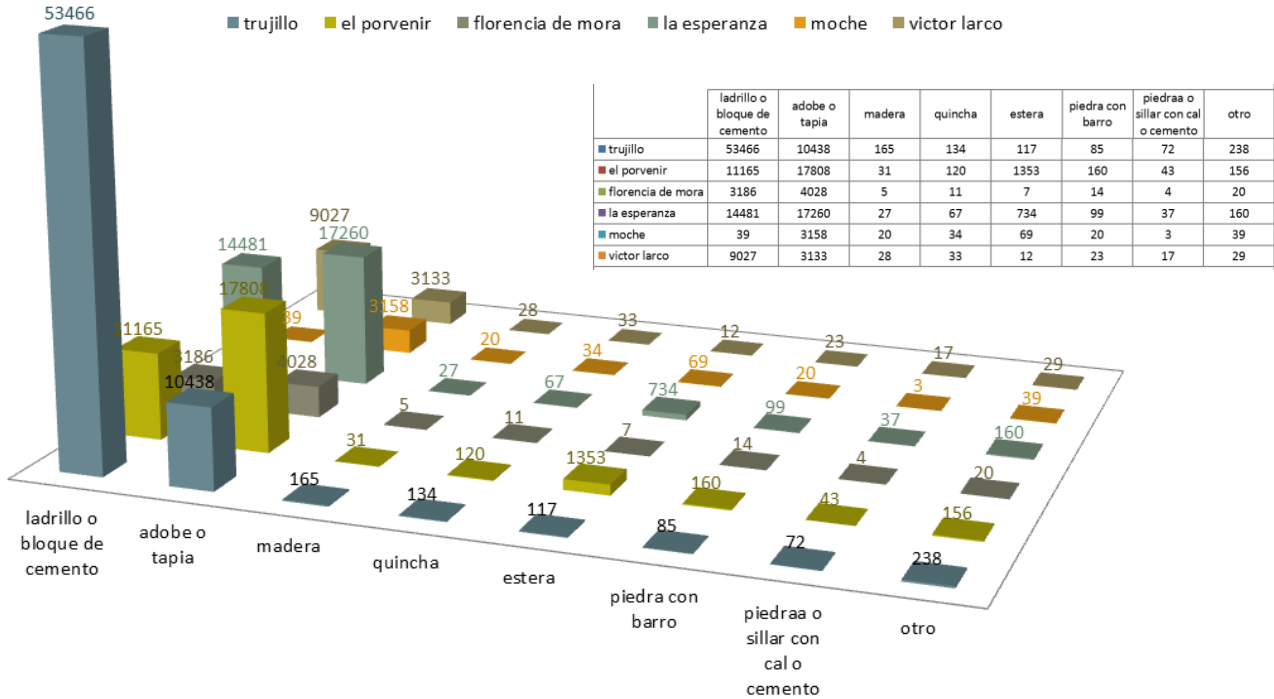 53466
trujillo el porvenir florencia de mora la esperanza moche victor larco
ladrillo o bloque de cemento adobe o tapia madera quincha estera piedra con barro piedraa o sillar con cal o cemento otro
trujillo 53466 10438 165 134 117 85 72 238
el porvenir 11165 17808 31 120 1353 160 43 156
florencia de mora 3186 4028 5 11 7 14 4 20
la esperanza 14481 17260 27 67 734 99 37 160
moche 39 3158 20 34 69 20 3 39
victor larco 9027 3133 28 33 12 23 17 29
9027 3133 28 33 12 23 17 29
39 3158 20 34 69 20 3 39
14481 17260 27 67 734 99 37 160
3186 4028 5 11 7 14 4 20
11165 17808 31 120 1353 160 43 156
10438 165 134 117 85 72 238
ladrillo o
bloque de
cemento
adobe o
tapia
madera
quincha
estera
piedra con
barro
piedraa o
sillar con
cal o
cemento
otro